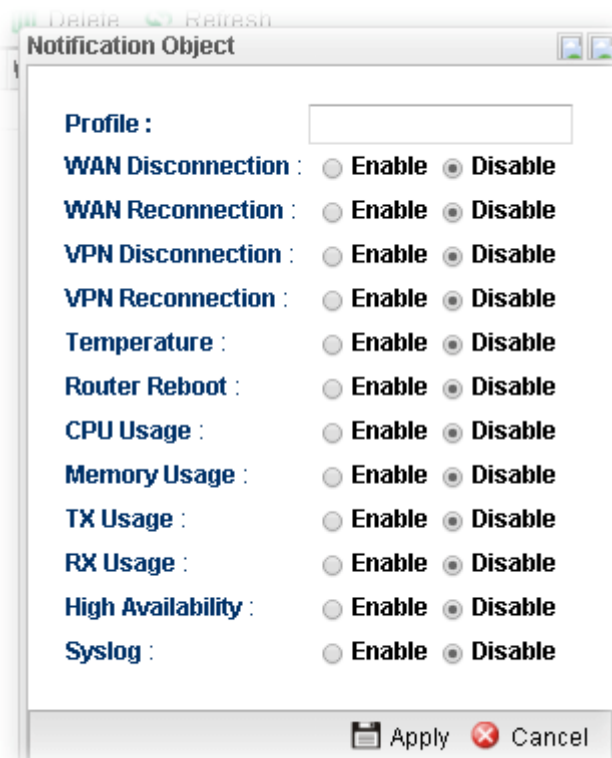 Delete Refresh
Notification Object
Profile :
WAN Disconnection : Enable Disable
WAN Reconnection : Enable Disable
VPN Disconnection : Enable Disable
VPN Reconnection : Enable Disable
Temperature : Enable Disable
Router Reboot : Enable Disable
CPU Usage : Enable Disable
Memory Usage : Enable Disable
TX Usage : Enable Disable
RX Usage : Enable Disable
High Availability : Enable Disable
Syslog : Enable Disable
Apply Cancel